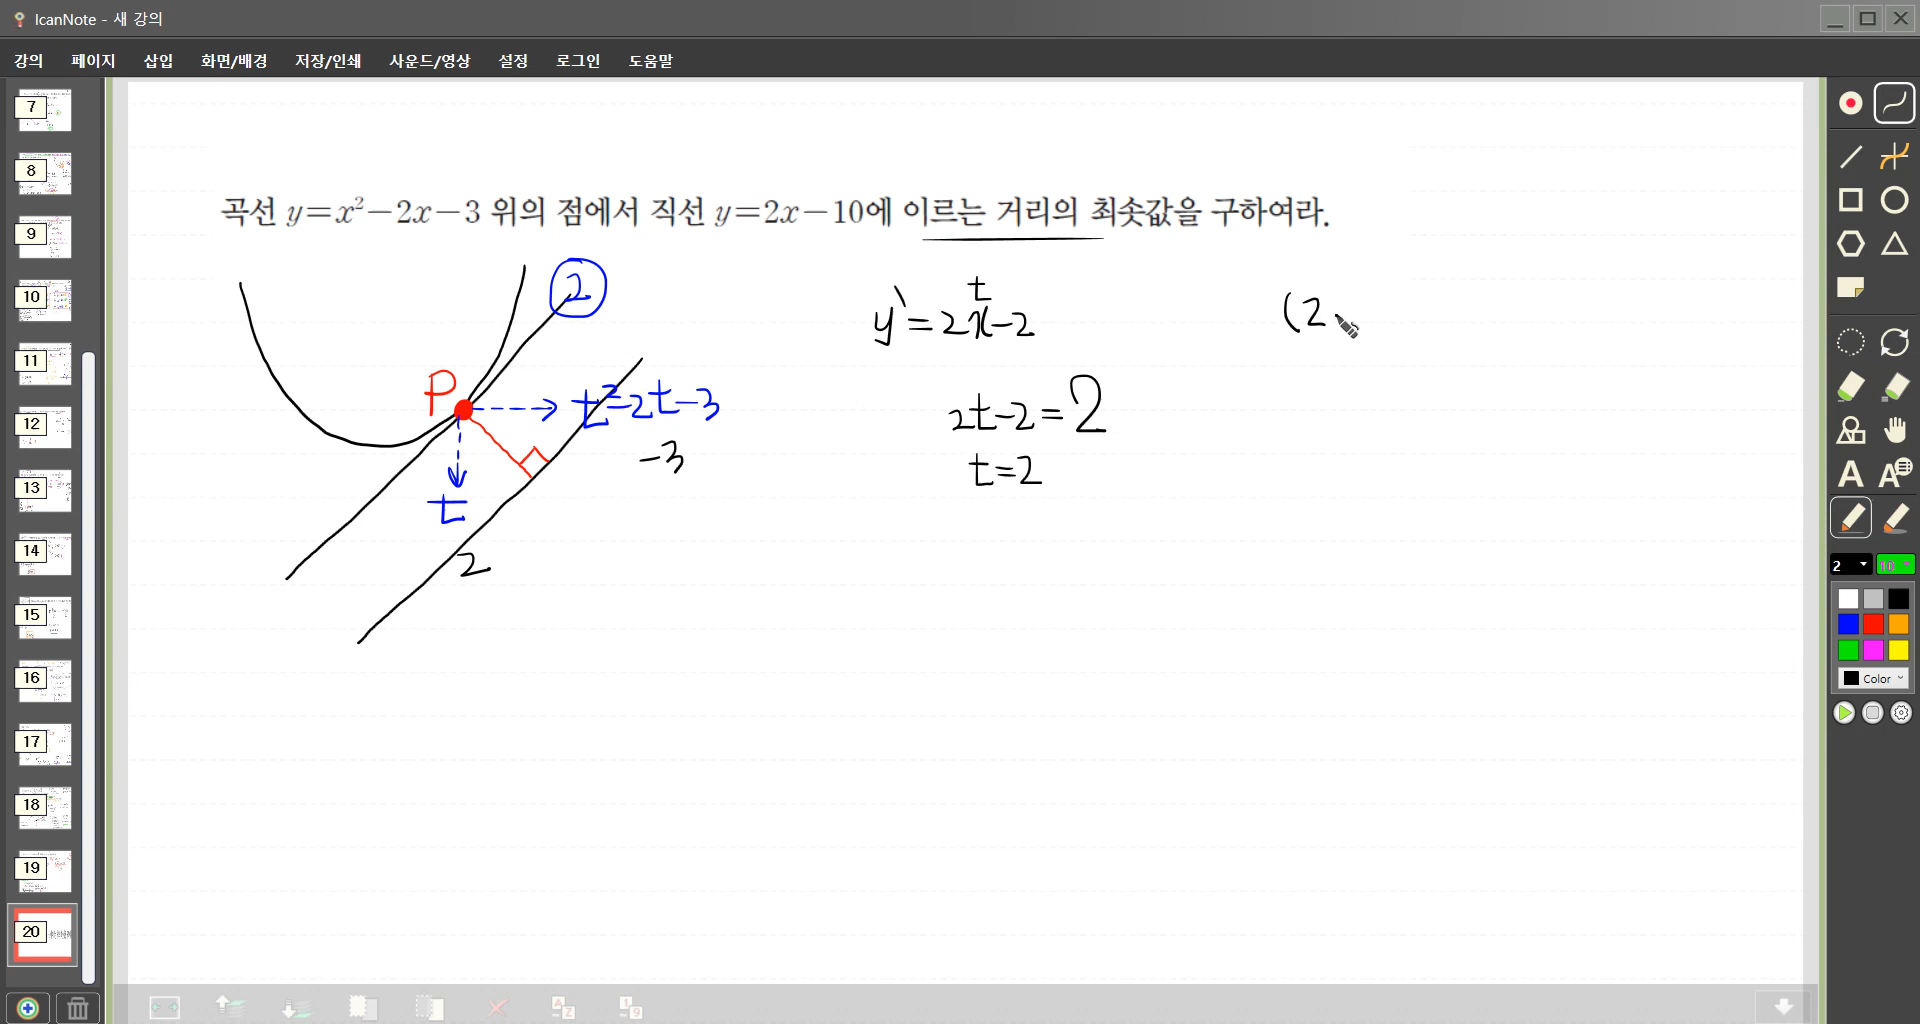 IcanNote - 새 강의
강의 페이지 삽입 화면/배경 저장/인쇄 사운드/영상 설정 로그인 도움말
7
8
9
10
11
12
13
14
15
16
17
18
19
20
곡선 y=x²-2x-3 위의 점에서 직선 y=2x-10에 이르는 거리의 최솟값을 구하여라.
2
P
t²-2t-3
-3
t
2
t
y`=2x-2
2t-2=2
t=2
(2
2
10
Color